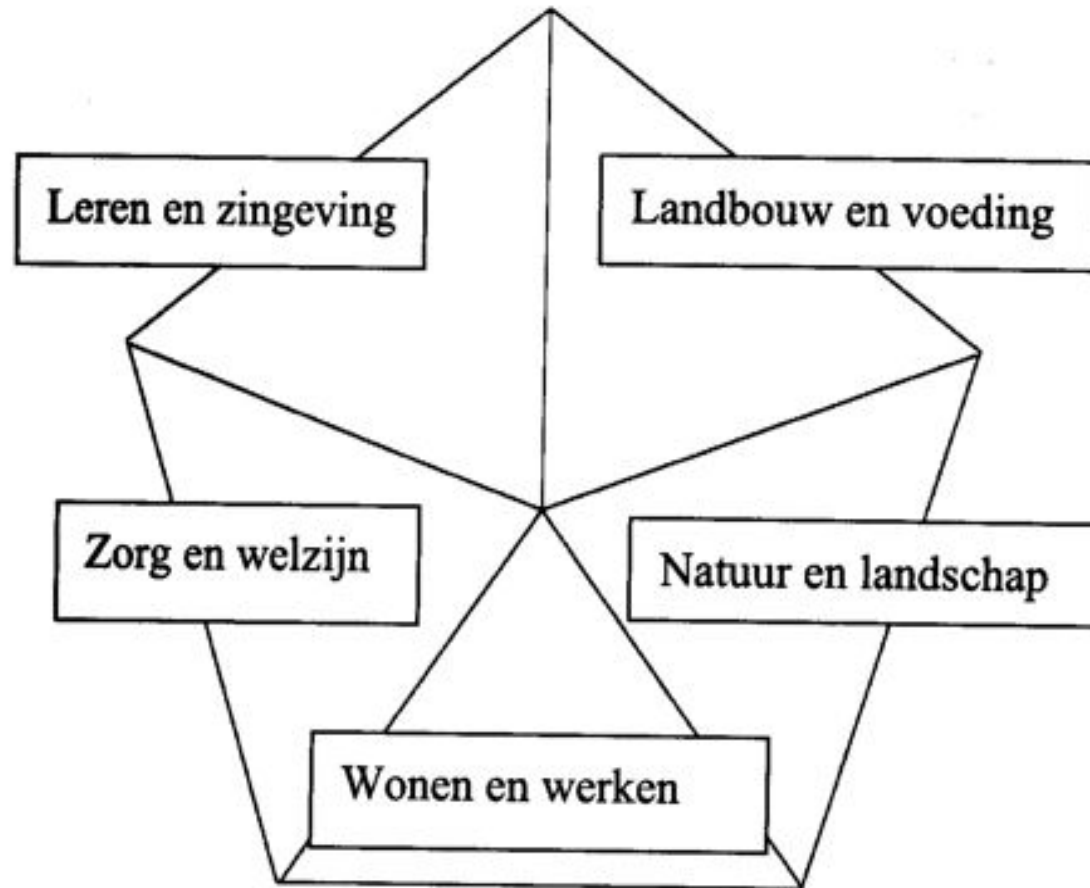 Leren en zingeving
Landbouw en voeding
Zorg en welzijn
Natuur en landschap
Wonen en werken